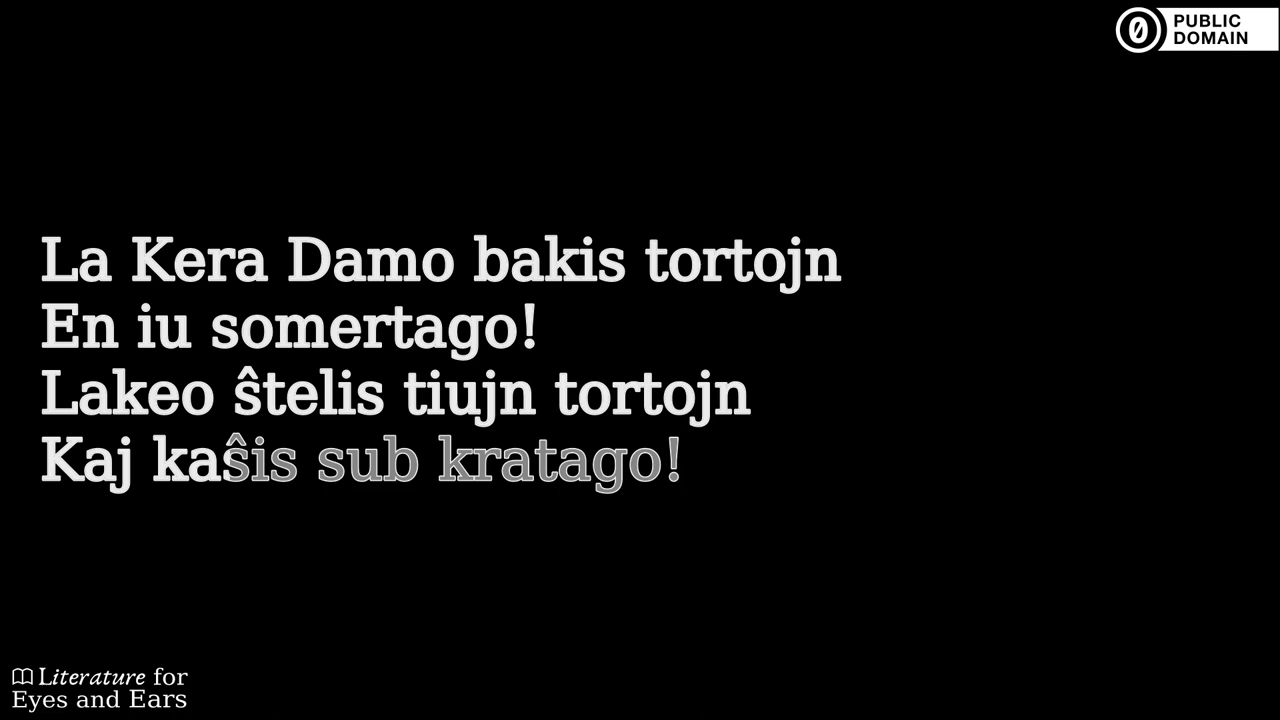 PUBLIC
DOMAIN
La Kera Damo bakis tortojn
En iu somertago!
Lakeo ŝtelis tiujn tortojn
Kaj kaŝis sub kratago!
Literature for
Eyes and Ears